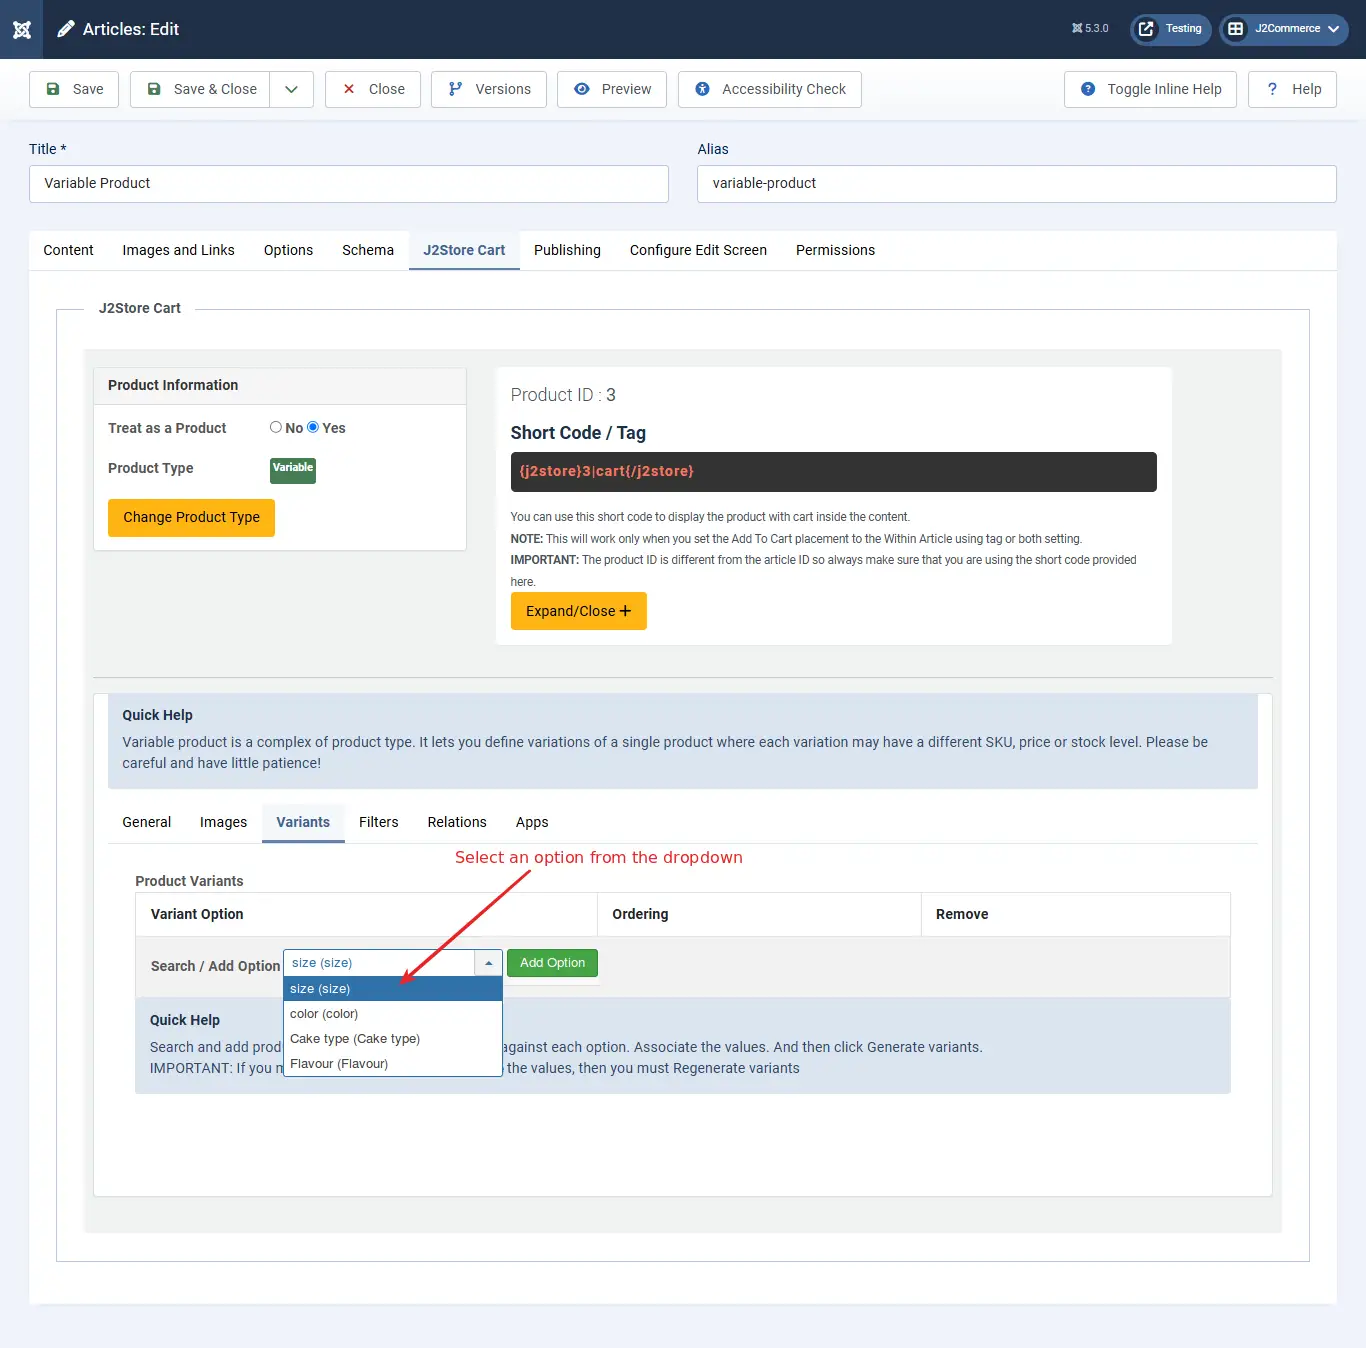 Articles: Edit
5.3.0
Testing
J2Commerce
Save
Save & Close
Close
Versions
Preview
Accessibility Check
Toggle Inline Help
? Help
Title *
Alias
Variable Product
variable-product
Content
Images and Links
Options
Schema
J2Store Cart
Publishing
Configure Edit Screen
Permissions
J2Store Cart
Product Information
Treat as a Product
No
Yes
Product Type
Variable
Change Product Type
Product ID : 3
Short Code / Tag
{j2store}3|cart{/j2store}
You can use this short code to display the product with cart inside the content.
NOTE: This will work only when you set the Add To Cart placement to the Within Article using tag or both setting.
IMPORTANT: The product ID is different from the article ID so always make sure that you are using the short code provided
here.
Expand/Close +
Quick Help
Variable product is a complex of product type. It lets you define variations of a single product where each variation may have a different SKU, price or stock level. Please be
careful and have little patience!
General
Images
Variants
Filters
Relations
Apps
Select an option from the dropdown
Product Variants
Variant Option
Ordering
Remove
Search / Add Option
size (size)
Add Option
size (size)
color (color)
Cake type (Cake type)
Flavour (Flavour)
Quick Help
Search and add against each option. Associate the values. And then click Generate variants.
IMPORTANT: If you the values, then you must Regenerate variants